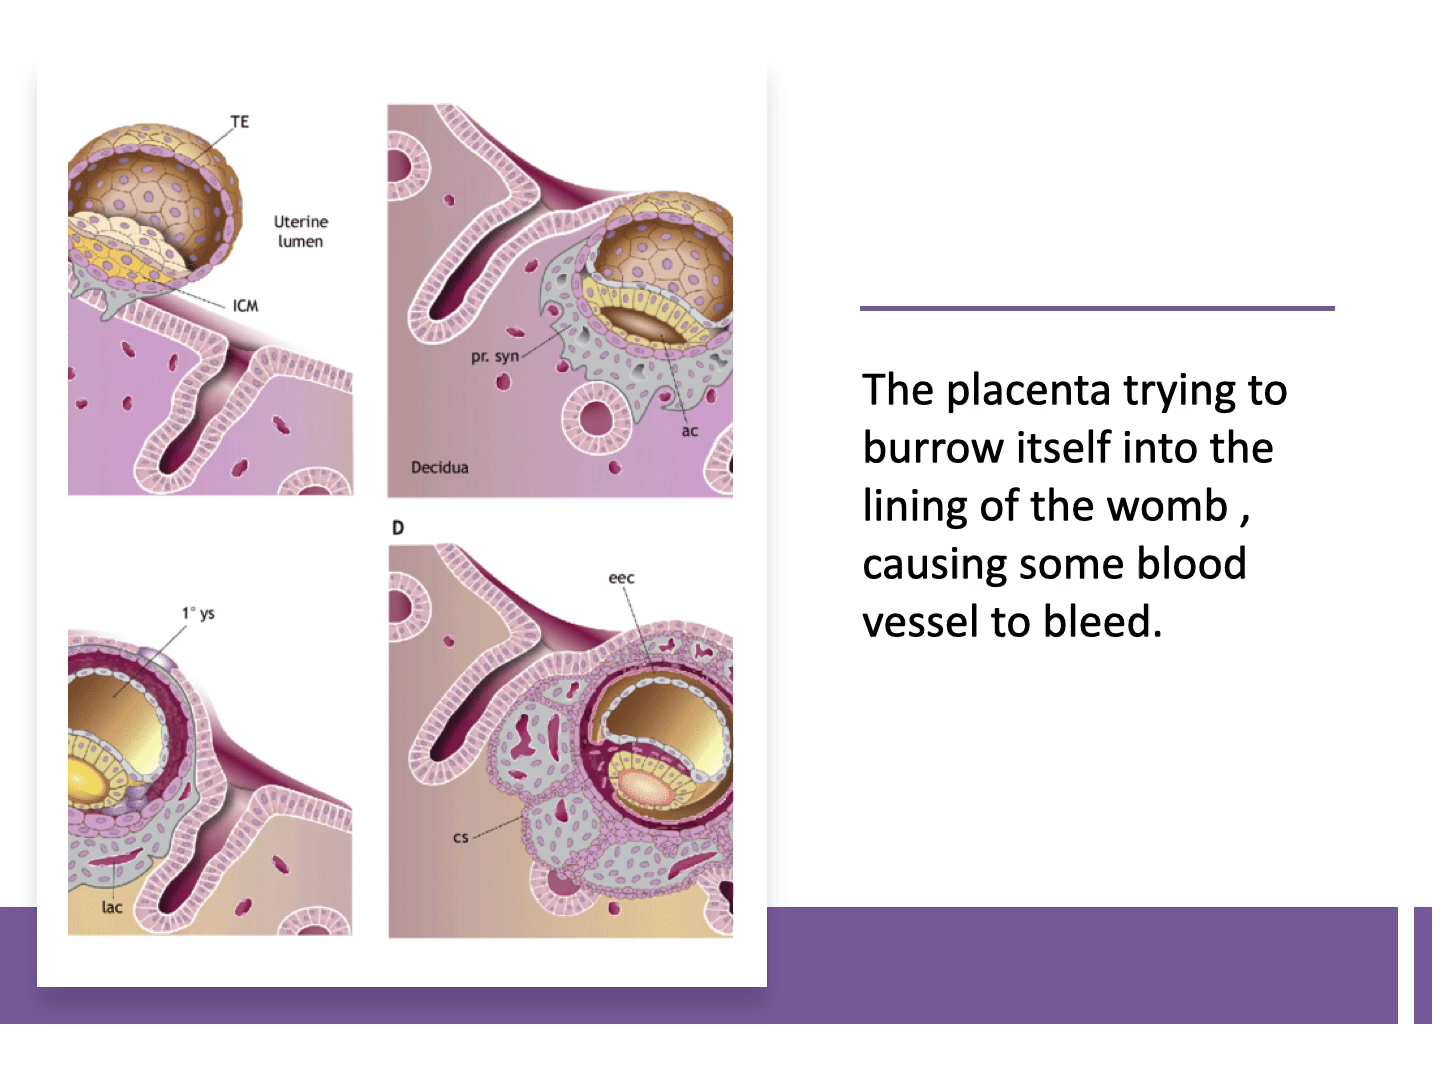 TE
Uterine
lumen
ICM
pr. syn
ac
Decidua
1° ys
lac
D
eec
cs
The placenta trying to
burrow itself into the
lining of the womb ,
causing some blood
vessel to bleed.